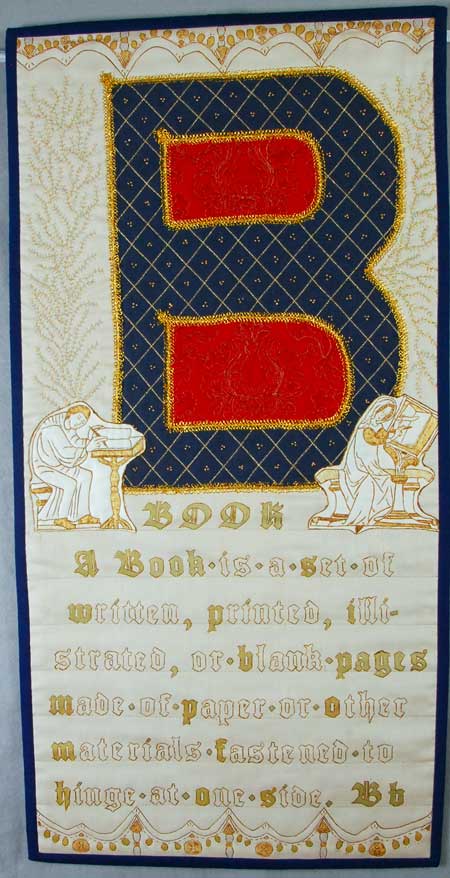 B
BOOK
A Book·is·a·set·of
written, printed, illi-
strated, or·blank·pages
made·of·paper·or·other
materials·fastened·to
hinge·at·one·side. Bb